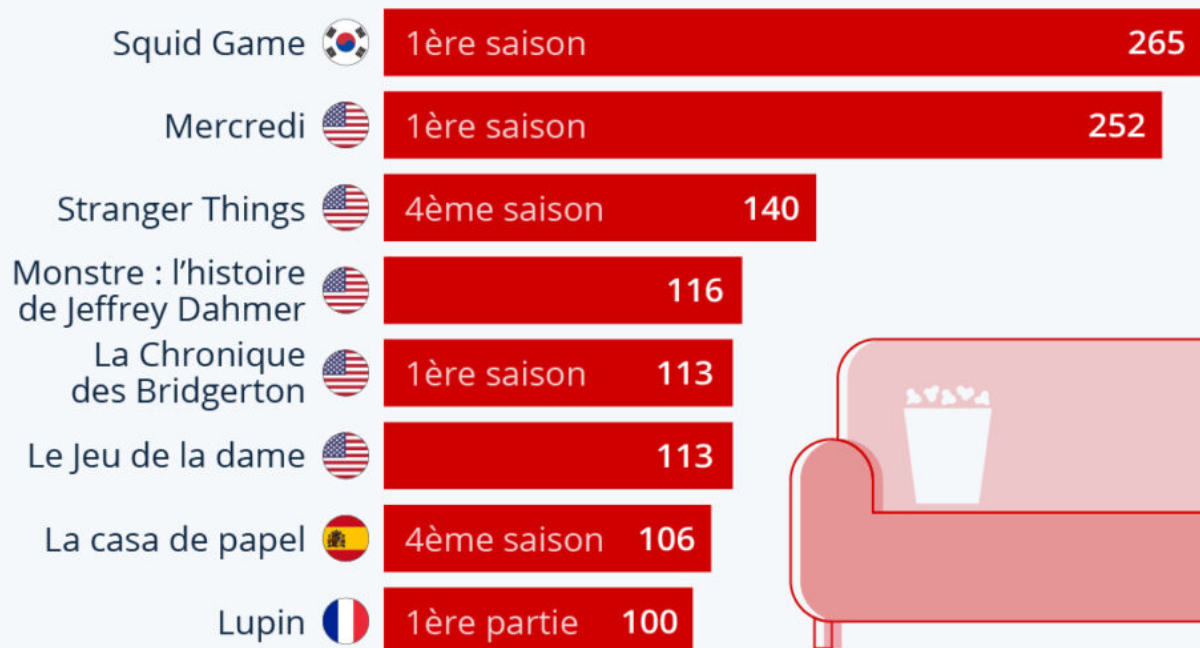 Squid Game 1ère saison 265
Mercredi 1ère saison 252
Stranger Things 4ème saison 140
Monstre : l’histoire
de Jeffrey Dahmer 116
La Chronique
des Bridgerton 1ère saison 113
Le Jeu de la dame 113
La casa de papel 4ème saison 106
Lupin 1ère partie 100